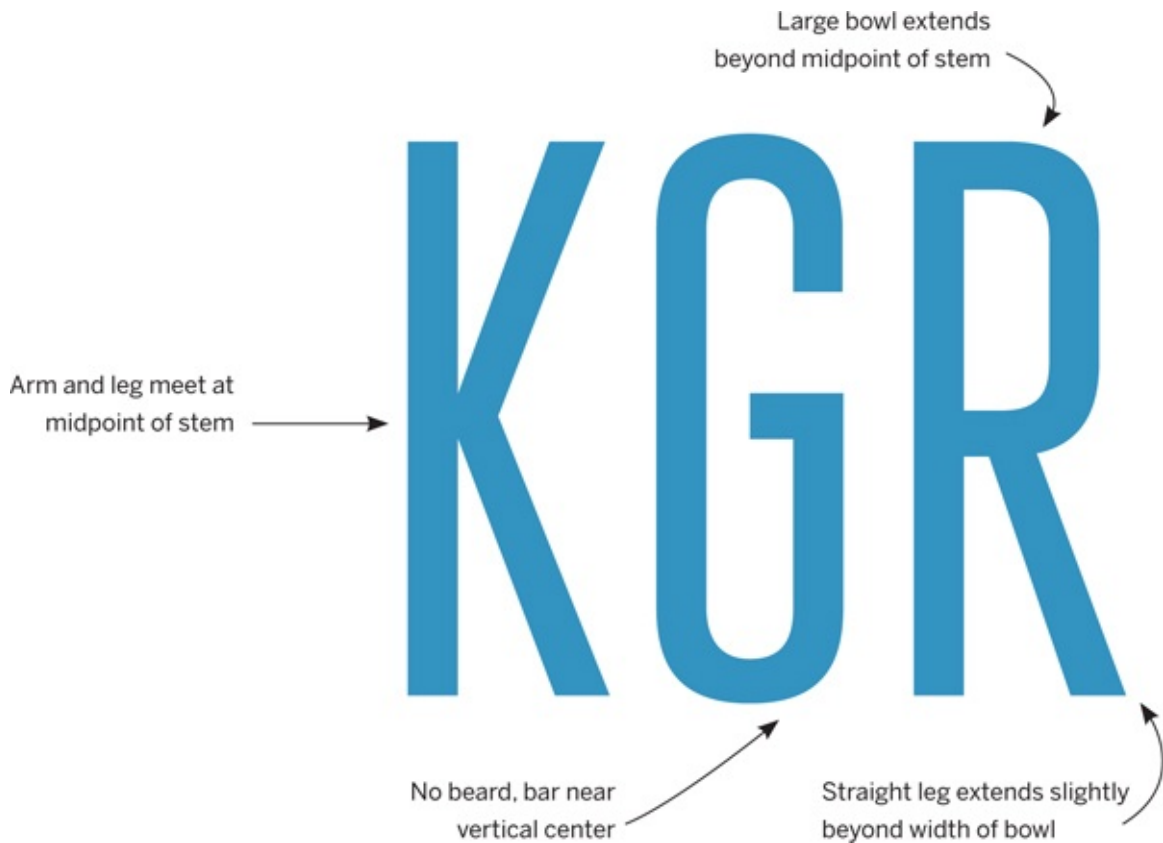 Large bowl extends
beyond midpoint of stem
KGR
Arm and leg meet at
midpoint of stem
No beard, bar near
vertical center
Straight leg extends slightly
beyond width of bowl